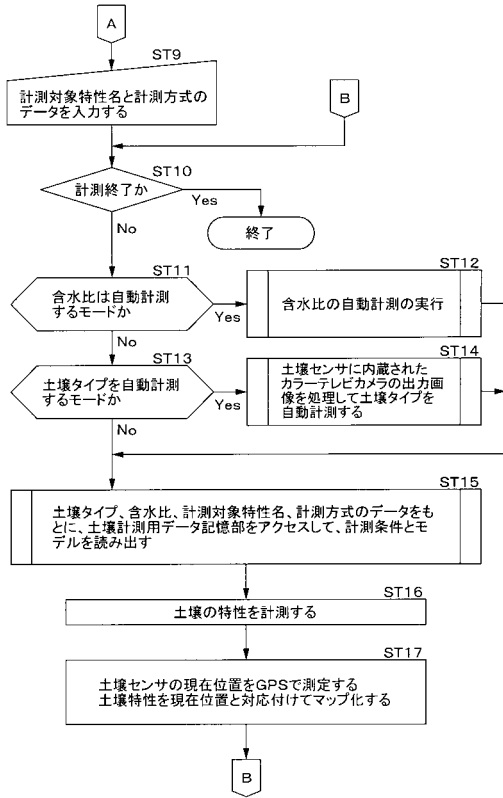 A
ST9
計測対象特性名と計測方式の
データを入力する
B
ST10
計測終了か
Yes
No
終了
ST11
含水比は自動計測
するモードか
Yes
No
ST12
含水比の自動計測の実行
ST13
土壌タイプを自動計測
するモードか
Yes
No
ST14
土壌センサに内蔵された
カラーテレビカメラの出力画
像を処理して土壌タイプを
自動計測する
ST15
土壌タイプ、含水比、計測対象特性名、計測方式のデータをも
とに、土壌計測用データ記憶部をアクセスして、計測条件とモ
デルを読み出す
ST16
土壌の特性を計測する
ST17
土壌センサの現在位置をGPSで測定する
土壌特性を現在位置と対応付けてマップ化する
B